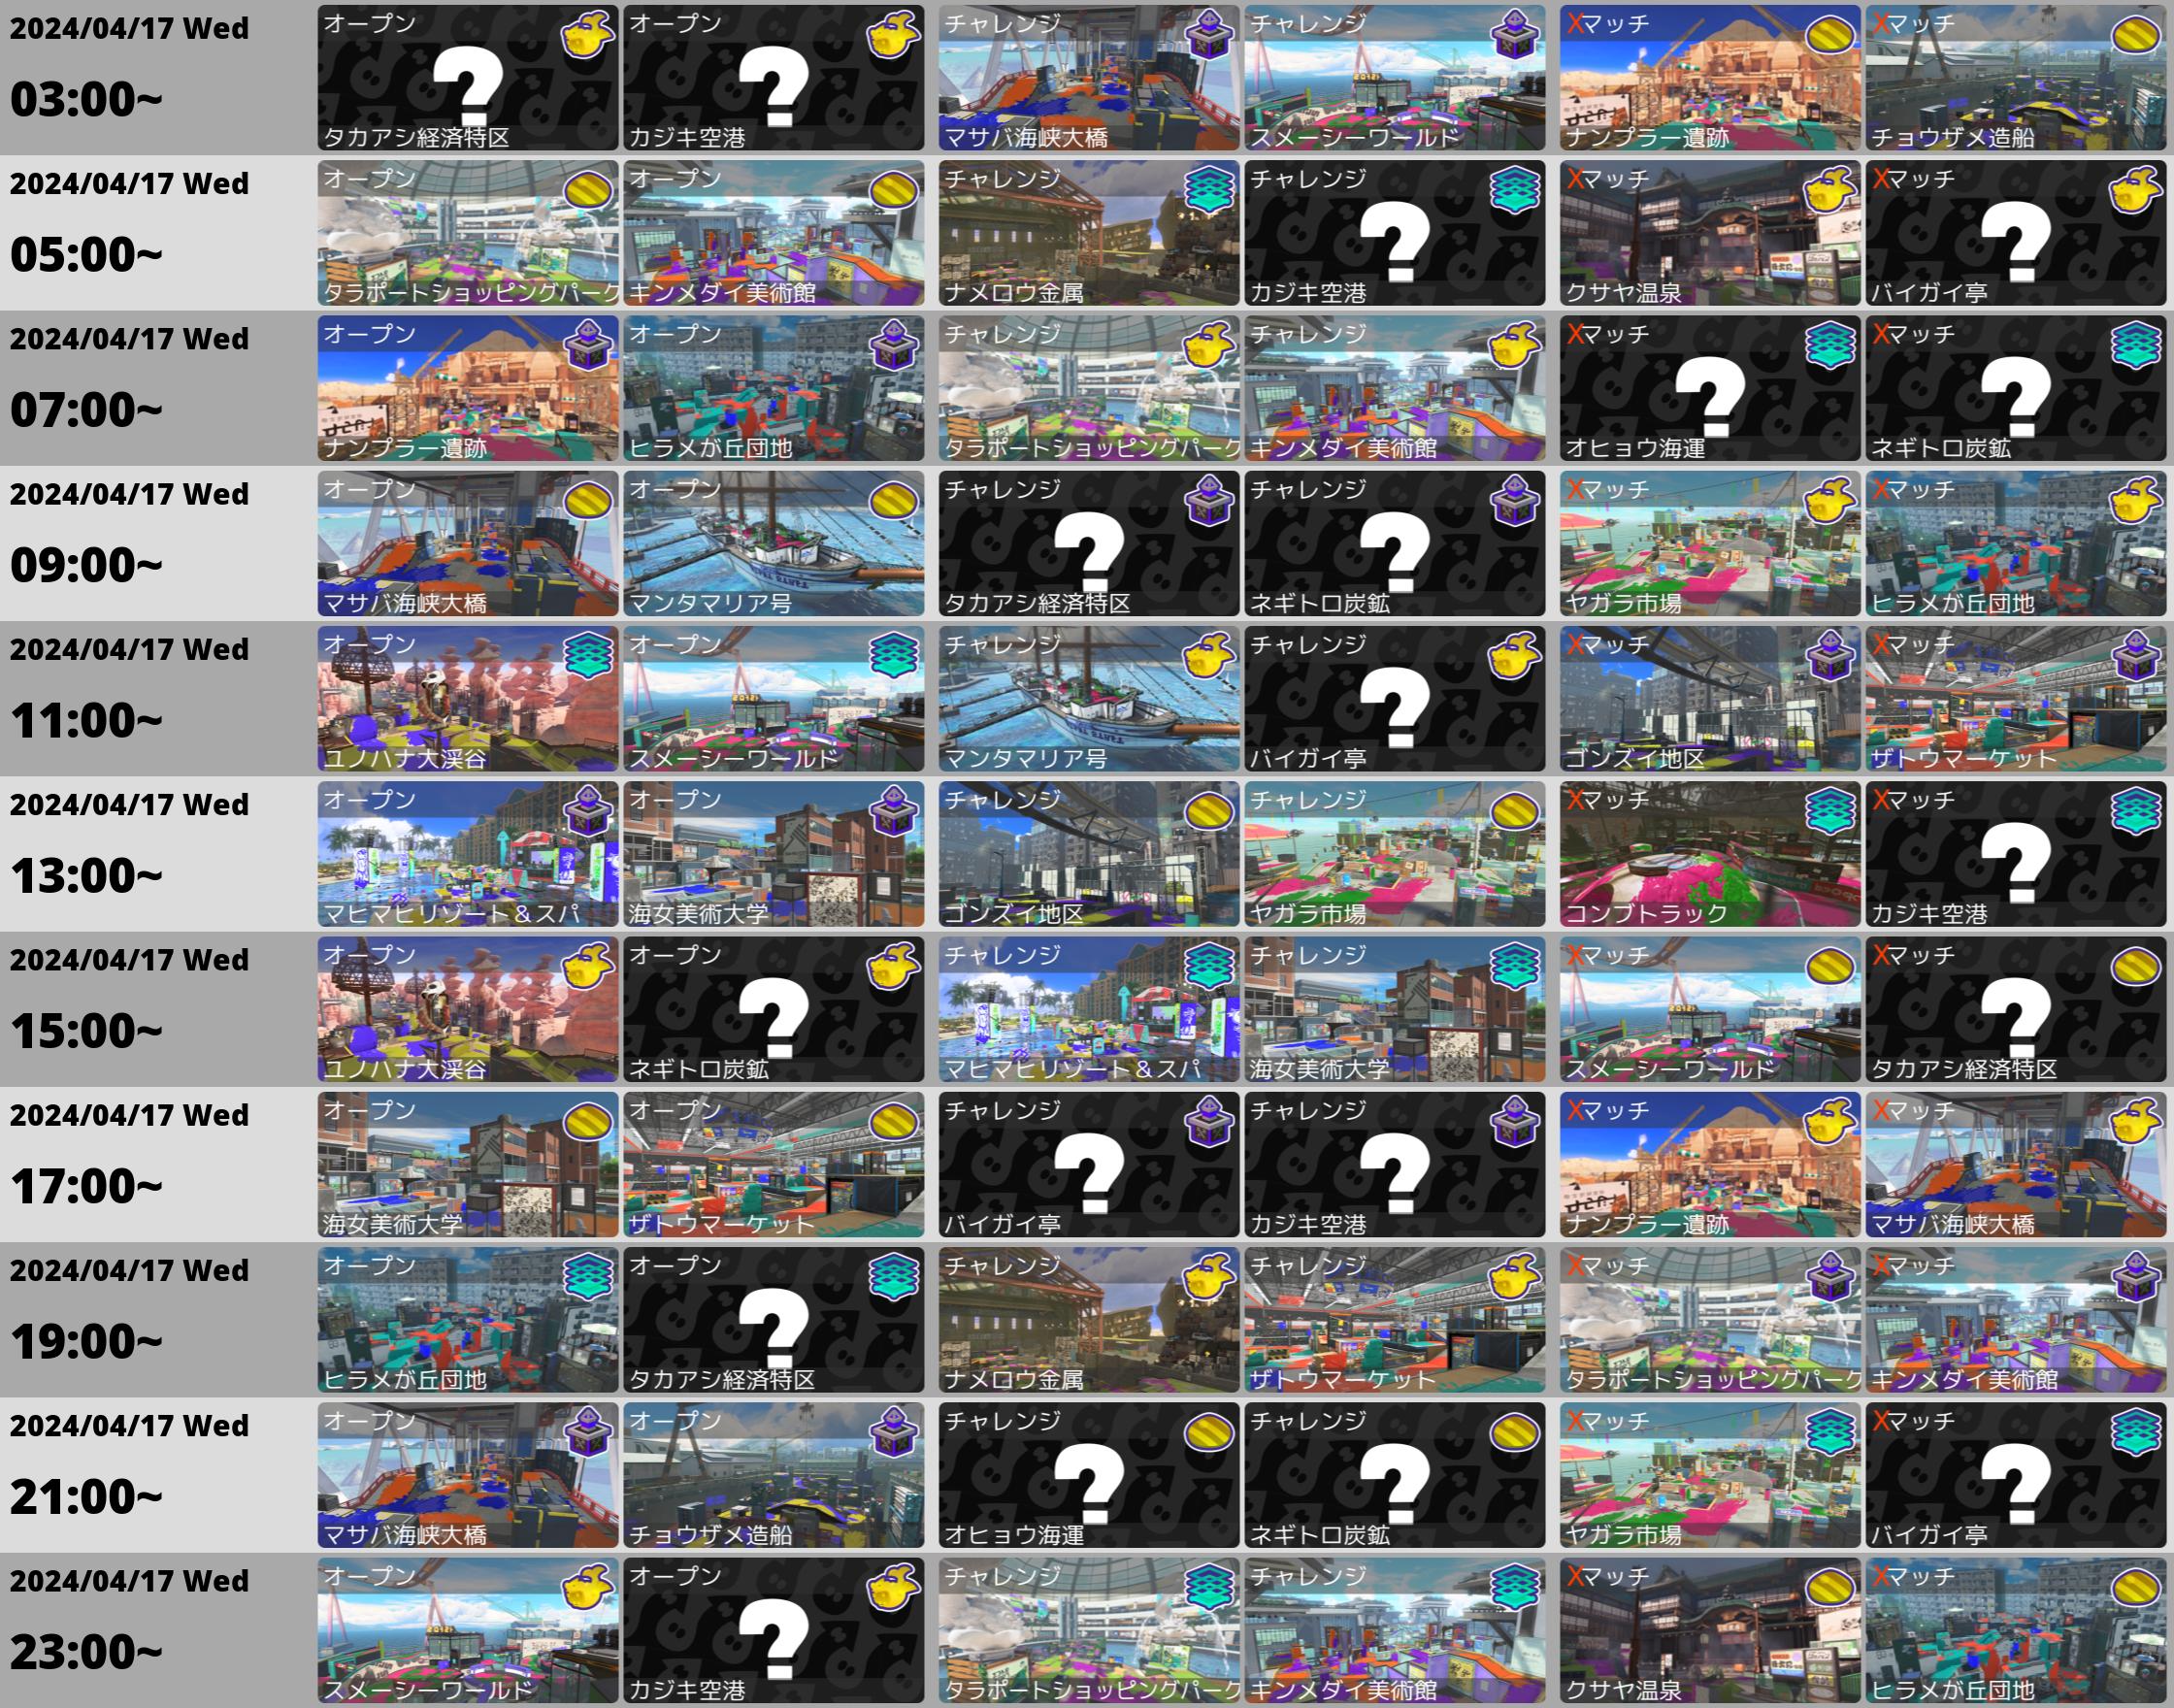 2024/04/17 Wed
03:00~
オープン
タカアシ経済特区
オープン
カジキ空港
チャレンジ
マサバ海峡大橋
チャレンジ
スメーシーワールド
Xマッチ
ナンプラー遺跡
Xマッチ
チョウザメ造船
2024/04/17 Wed
05:00~
オープン
タラポートショッピングパーク
オープン
キンメダイ美術館
チャレンジ
ナメロウ金属
チャレンジ
カジキ空港
Xマッチ
クサヤ温泉
Xマッチ
バイガイ亭
2024/04/17 Wed
07:00~
オープン
ナンプラー遺跡
オープン
ヒラメが丘団地
チャレンジ
タラポートショッピングパーク
チャレンジ
キンメダイ美術館
Xマッチ
オヒョウ海運
Xマッチ
ネギトロ炭鉱
2024/04/17 Wed
09:00~
オープン
マサバ海峡大橋
オープン
マンタマリア号
チャレンジ
タカアシ経済特区
チャレンジ
ネギトロ炭鉱
Xマッチ
ヤガラ市場
Xマッチ
ヒラメが丘団地
2024/04/17 Wed
11:00~
オープン
ユノハナ大渓谷
オープン
スメーシーワールド
チャレンジ
マンタマリア号
チャレンジ
バイガイ亭
Xマッチ
ゴンズイ地区
Xマッチ
ザトウマーケット
2024/04/17 Wed
13:00~
オープン
マヒマヒリゾート＆スパ
オープン
海女美術大学
チャレンジ
ゴンズイ地区
チャレンジ
ヤガラ市場
Xマッチ
コンブトラック
Xマッチ
カジキ空港
2024/04/17 Wed
15:00~
オープン
ユノハナ大渓谷
オープン
ネギトロ炭鉱
チャレンジ
マヒマヒリゾート＆スパ
チャレンジ
海女美術大学
Xマッチ
スメーシーワールド
Xマッチ
タカアシ経済特区
2024/04/17 Wed
17:00~
オープン
海女美術大学
オープン
ザトウマーケット
チャレンジ
バイガイ亭
チャレンジ
カジキ空港
Xマッチ
ナンプラー遺跡
Xマッチ
マサバ海峡大橋
2024/04/17 Wed
19:00~
オープン
ヒラメが丘団地
オープン
タカアシ経済特区
チャレンジ
ナメロウ金属
チャレンジ
ザトウマーケット
Xマッチ
タラポートショッピングパーク
Xマッチ
キンメダイ美術館
2024/04/17 Wed
21:00~
オープン
マサバ海峡大橋
オープン
チョウザメ造船
チャレンジ
オヒョウ海運
チャレンジ
ネギトロ炭鉱
Xマッチ
ヤガラ市場
Xマッチ
バイガイ亭
2024/04/17 Wed
23:00~
オープン
スメーシーワールド
オープン
カジキ空港
チャレンジ
タラポートショッピングパーク
チャレンジ
キンメダイ美術館
Xマッチ
クサヤ温泉
Xマッチ
ヒラメが丘団地